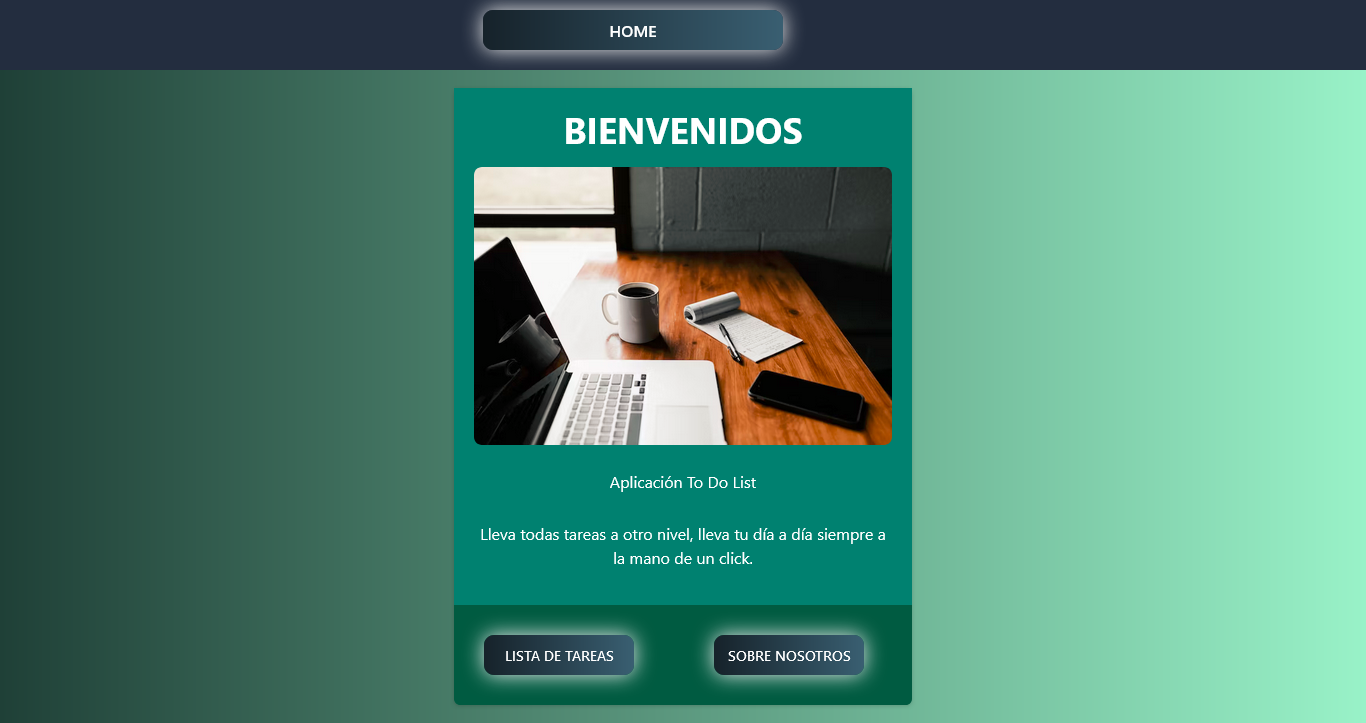 HOME
BIENVENIDOS
Aplicación To Do List
Lleva todas tareas a otro nivel, lleva tu día a día siempre a
la mano de un click.
LISTA DE TAREAS
SOBRE NOSOTROS